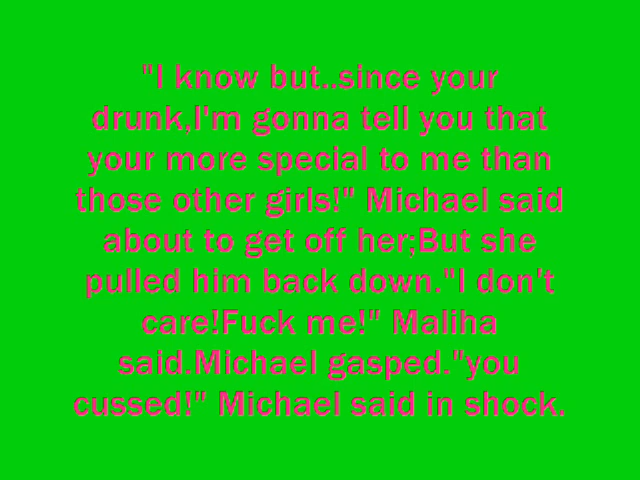 "I know but..since your
drunk,I'm gonna tell you that
your more special to me than
those other girls!" Michael said
about to get off her;But she
pulled him back down."I don't
care!Fuck me!" Maliha
said.Michael gasped."you
cussed!" Michael said in shock.